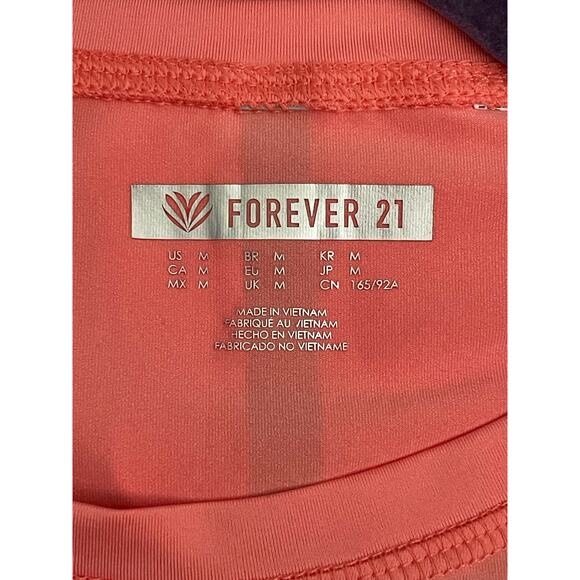 FOREVER 21
US M BR M KR M
CA M EU M JP M
MX M UK M CN 165/92A
MADE IN VIETNAM
FABRIQUÉ AU VIETNAM
HECHO EN VIETNAM
FABRICADO NO VIETNAME